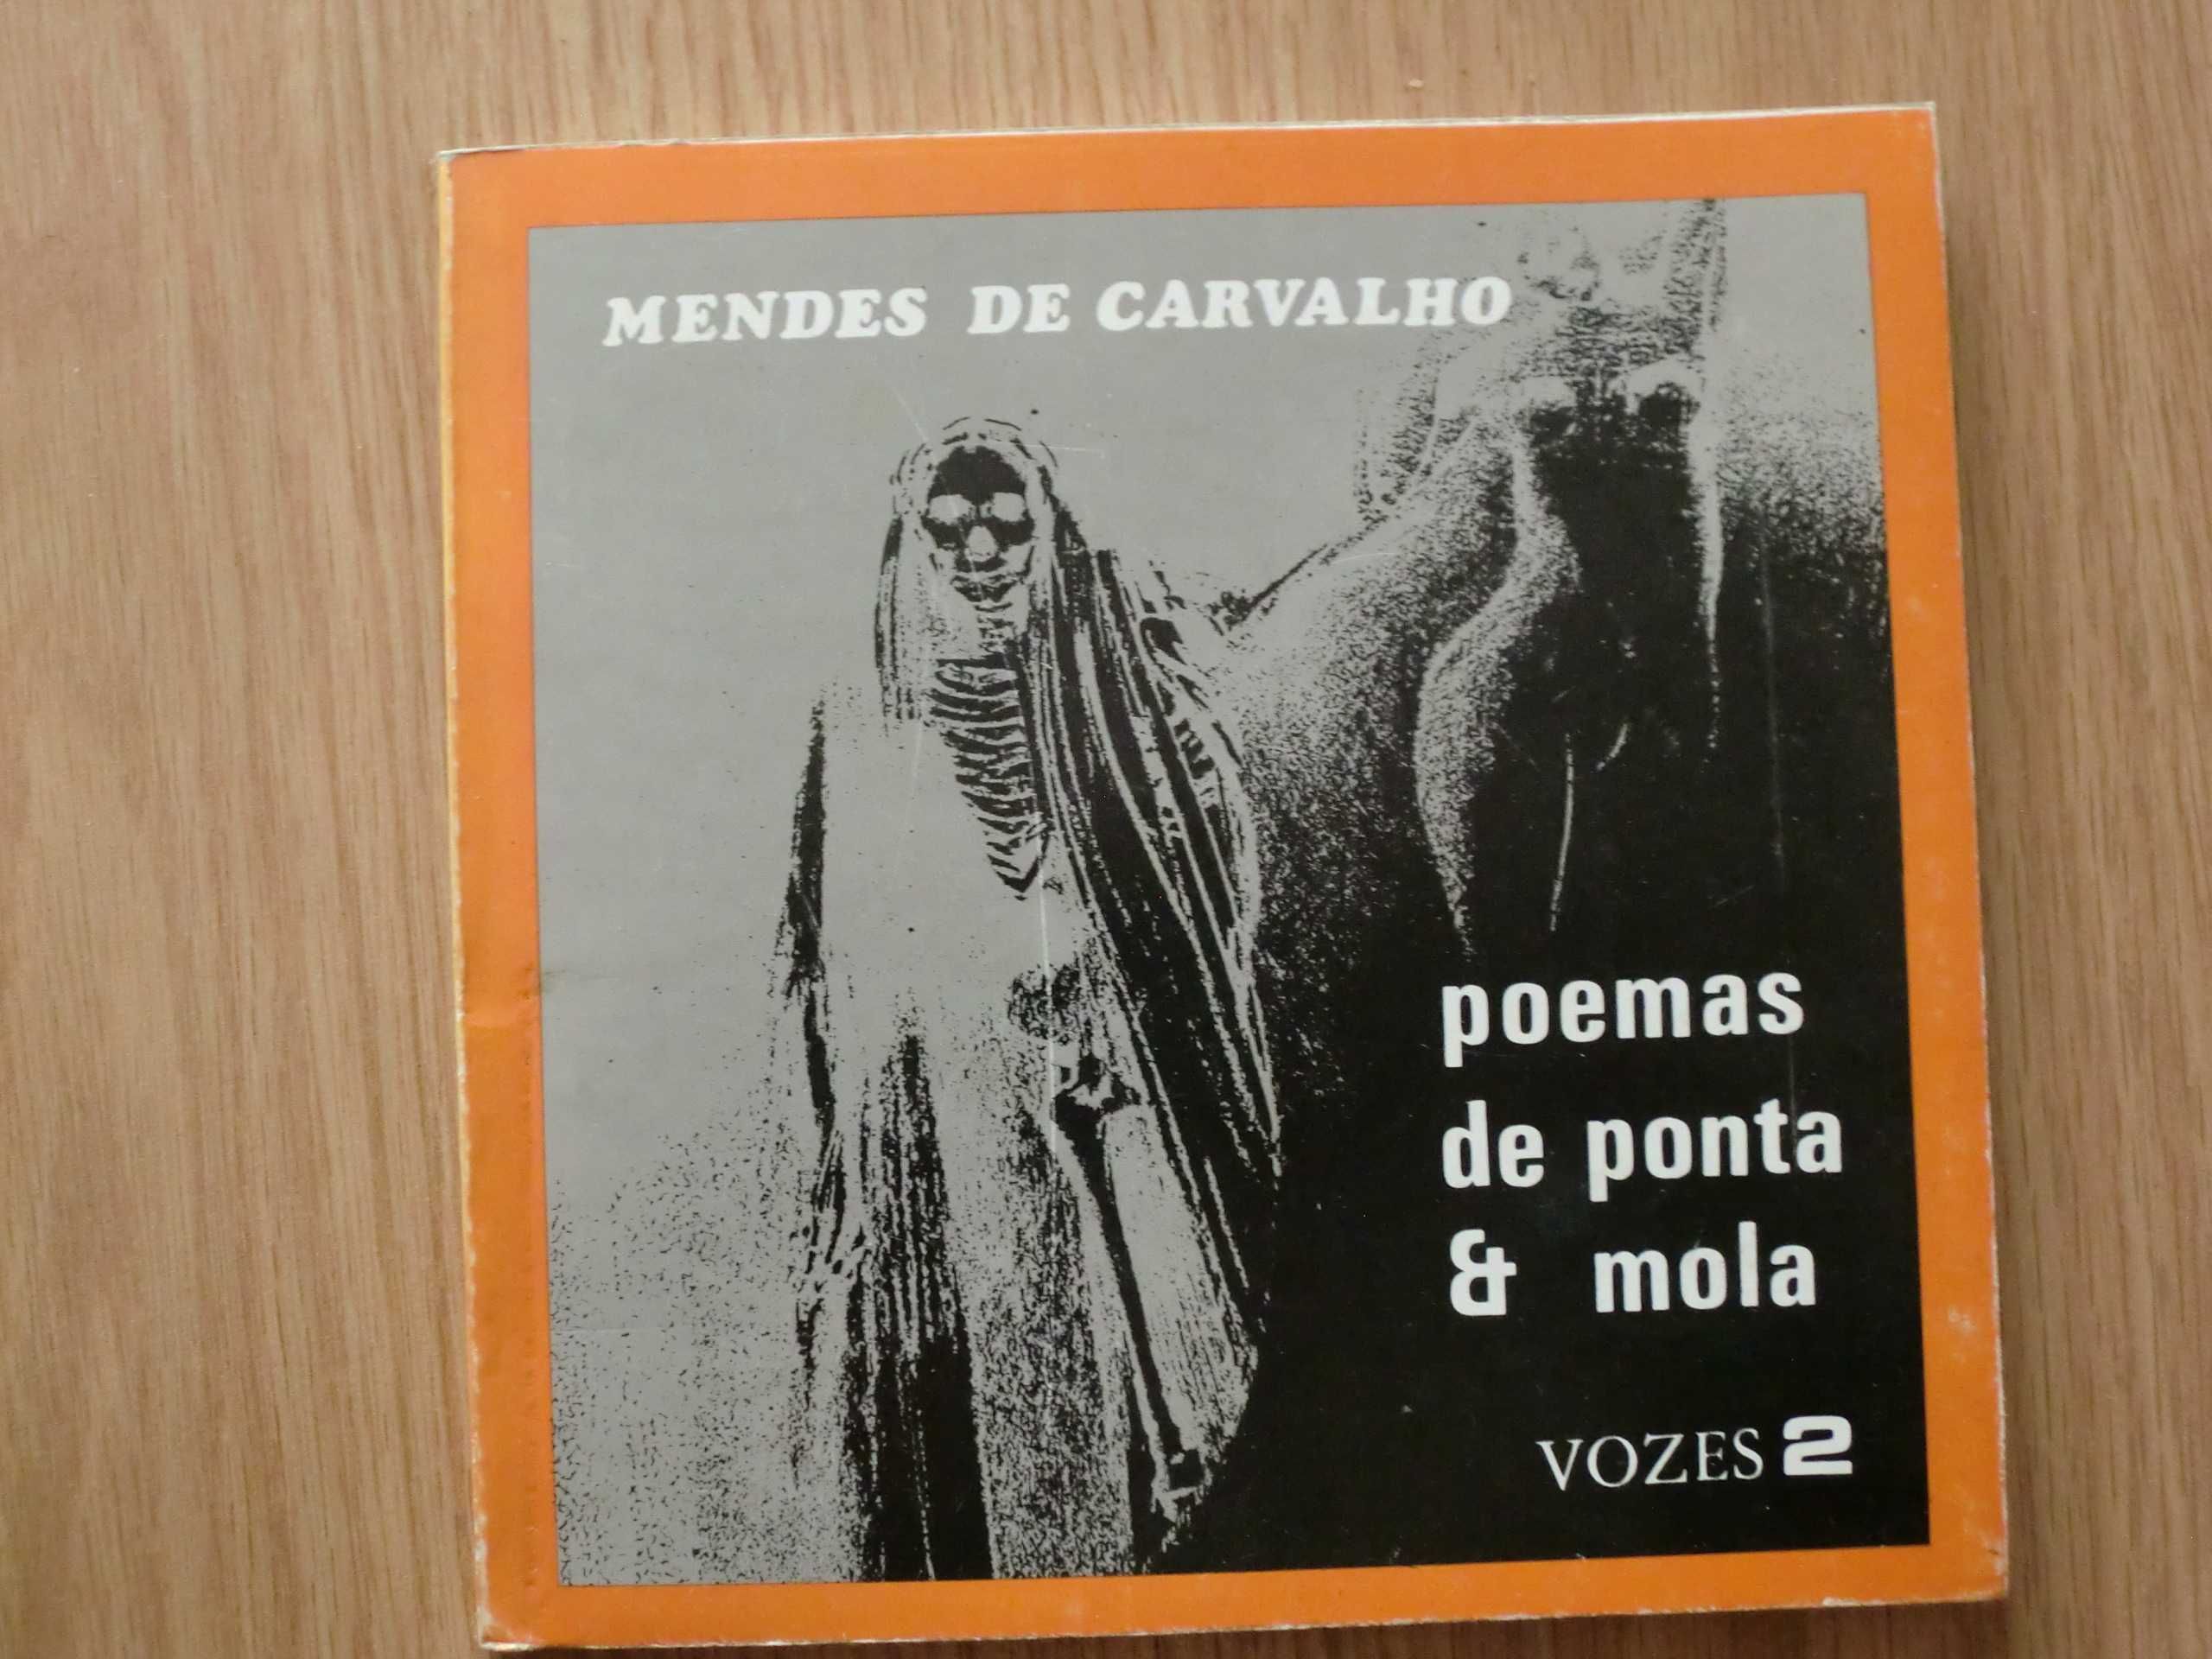 MENDES DE CARVALHO
poemas
de ponta
& mola
VOZES 2